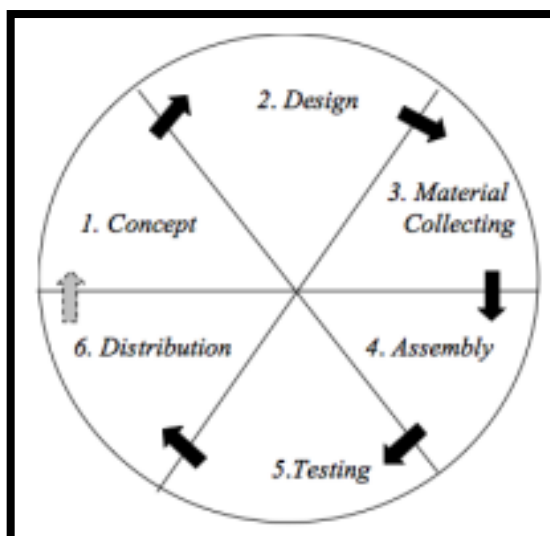 1. Concept
2. Design
3. Material
Collecting
4. Assembly
5.Testing
6. Distribution